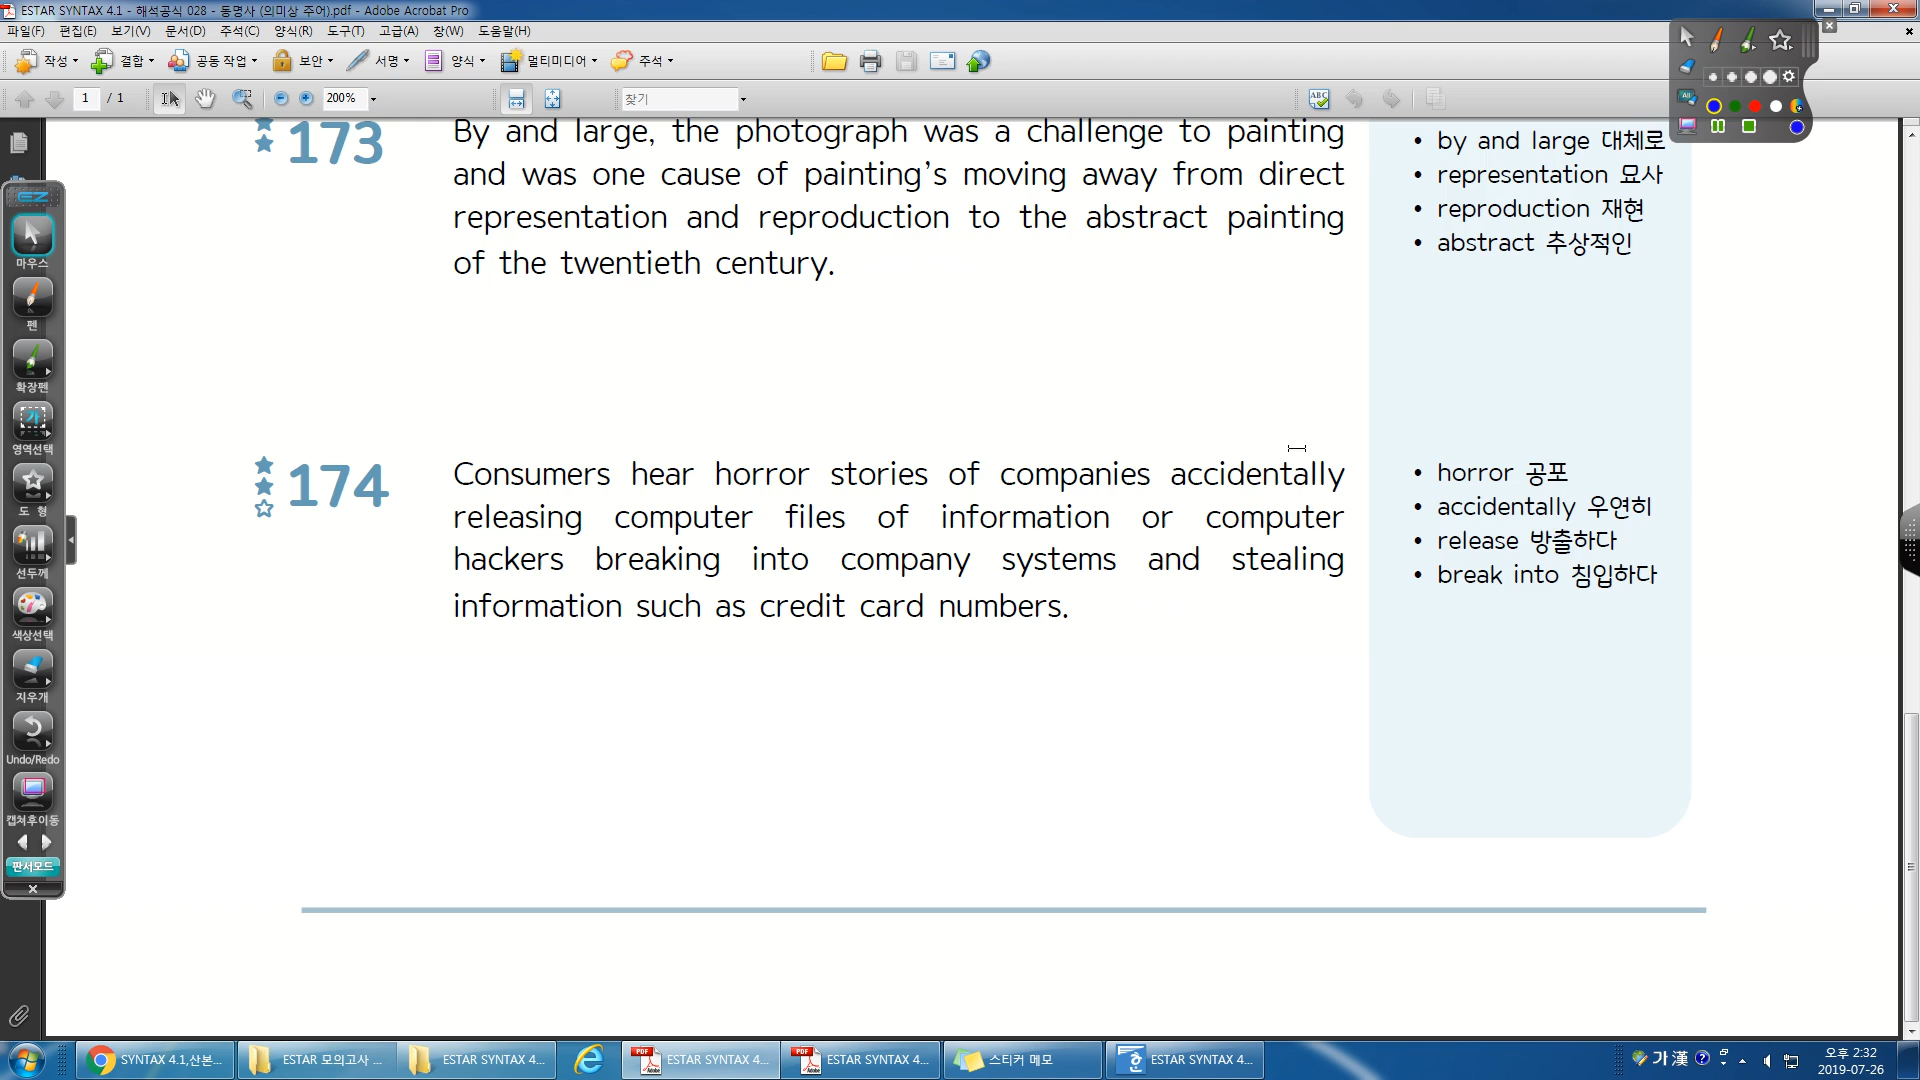 ESTAR SYNTAX 4.1 - 해석공식 028 - 동명사 (의미상 주어).pdf - Adobe Acrobat Pro
파일(F) 편집(E) 보기(V) 문서(D) 주석(C) 양식(R) 도구(T) 고급(A) 창(W) 도움말(H)
작성 결합 공동 작업 보안 서명 양식 멀티미디어 주석
1 / 1 200% 찾기
173
By and large, the photograph was a challenge to painting
and was one cause of painting’s moving away from direct
representation and reproduction to the abstract painting
of the twentieth century.
• by and large 대체로
• representation 묘사
• reproduction 재현
• abstract 추상적인
174
Consumers hear horror stories of companies accidentally
releasing computer files of information or computer
hackers breaking into company systems and stealing
information such as credit card numbers.
• horror 공포
• accidentally 우연히
• release 방출하다
• break into 침입하다
EZ
마우스
펜
확장펜
가
영역선택
도 형
선두께
색상선택
지우개
Undo/Redo
캡쳐후이동
판서모드
All
ABC
SYNTAX 4.1,산본...
ESTAR 모의고사 ...
ESTAR SYNTAX 4...
ESTAR SYNTAX 4...
ESTAR SYNTAX 4...
스티커 메모
ESTAR SYNTAX 4...
가 漢
오후 2:32
2019-07-26